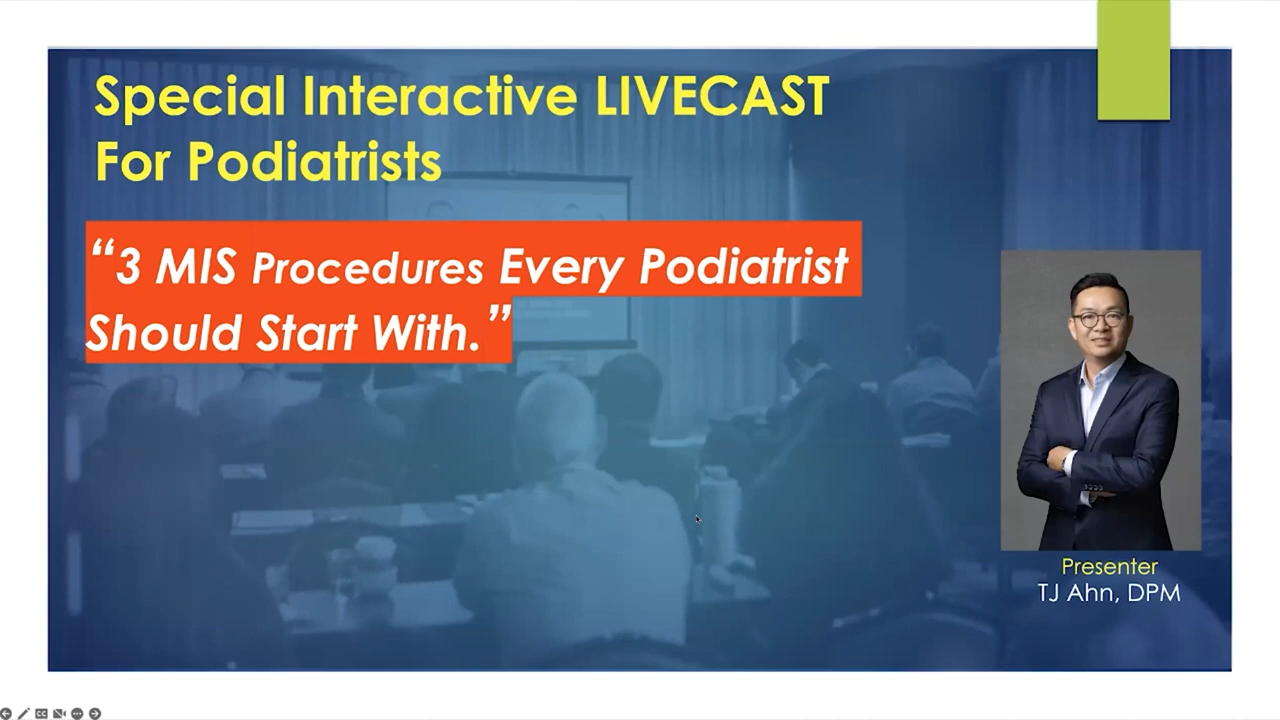 Special Interactive LIVECAST
For Podiatrists
“3 MIS Procedures Every Podiatrist
Should Start With.”
Presenter
TJ Ahn, DPM